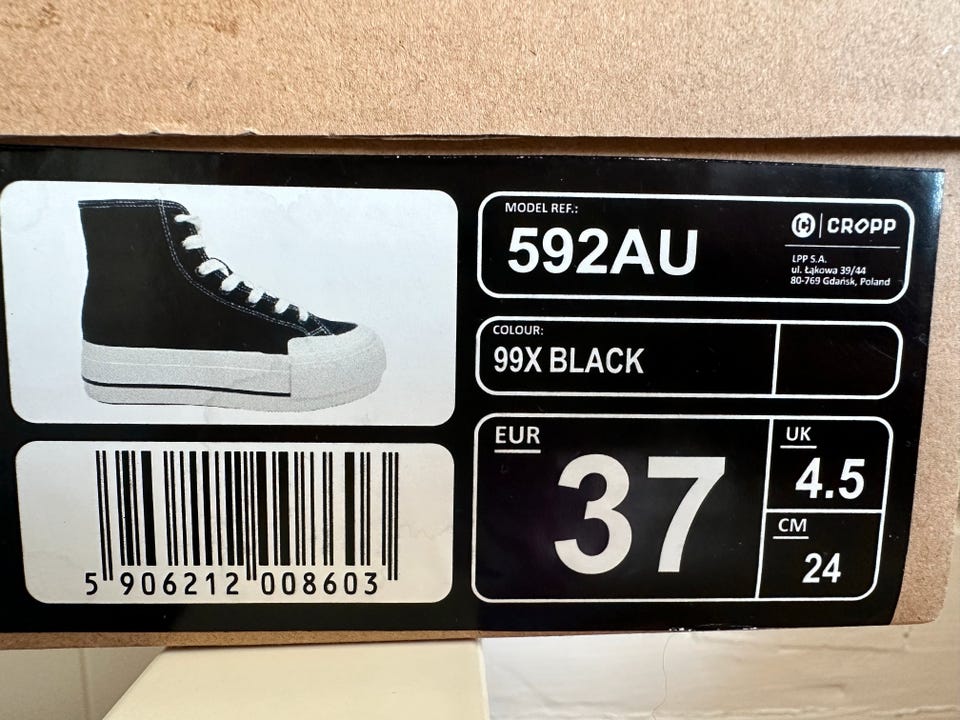 MODEL REF.:
592AU
CROPP
LPP S.A.
ul. Łąkowa 39/44
80-769 Gdańsk, Poland
COLOUR:
99X BLACK
EUR
37
UK
4.5
CM
24
5 906212 008603